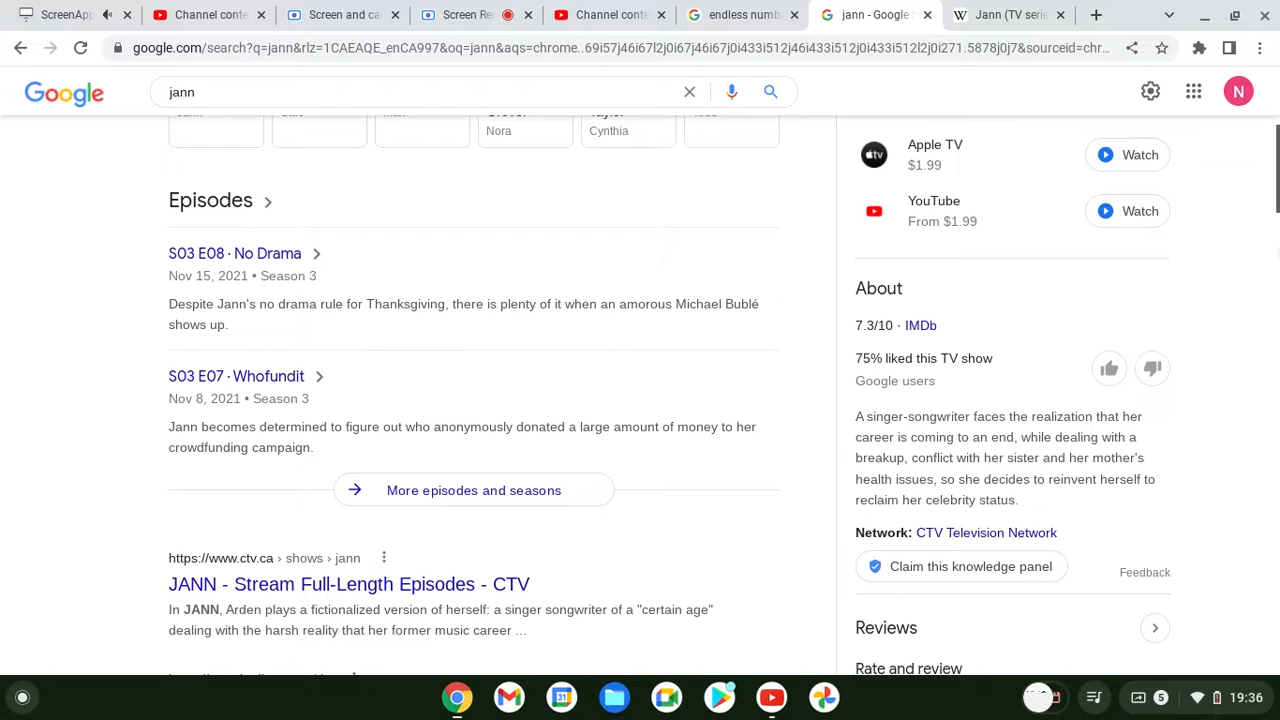 ScreenApp
Channel conte
Screen and ca
Screen Rec
Channel conte
endless numb
jann - Google
Jann (TV serie
google.com/search?q=jann&rlz=1CAEAQE_enCA997&oq=jann&aqs=chrome..69i57j46i67l2j0i67j46i67j0i433i512j46i433i512j0i433i512l2j0i271.5878j0j7&sourceid=chr...
Google
jann
N
Nora
Cynthia
Episodes
S03 E08 · No Drama
Nov 15, 2021 • Season 3
Despite Jann's no drama rule for Thanksgiving, there is plenty of it when an amorous Michael Bublé
shows up.
S03 E07 · Whofundit
Nov 8, 2021 • Season 3
Jann becomes determined to figure out who anonymously donated a large amount of money to her
crowdfunding campaign.
More episodes and seasons
https://www.ctv.ca › shows › jann
JANN - Stream Full-Length Episodes - CTV
In JANN, Arden plays a fictionalized version of herself: a singer songwriter of a "certain age"
dealing with the harsh reality that her former music career ...
tv
Apple TV
$1.99
Watch
YouTube
From $1.99
Watch
About
7.3/10 · IMDb
75% liked this TV show
Google users
A singer-songwriter faces the realization that her
career is coming to an end, while dealing with a
breakup, conflict with her sister and her mother's
health issues, so she decides to reinvent herself to
reclaim her celebrity status.
Network: CTV Television Network
Claim this knowledge panel
Feedback
Reviews
Rate and review
31
5
19:36